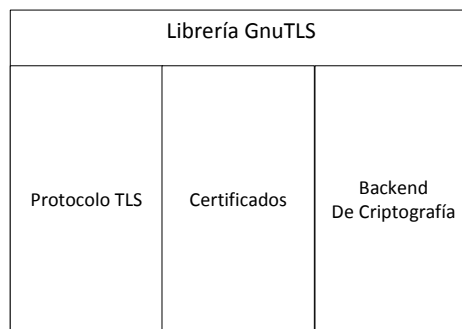 Librería GnuTLS
Protocolo TLS
Certificados
Backend
De Criptografía